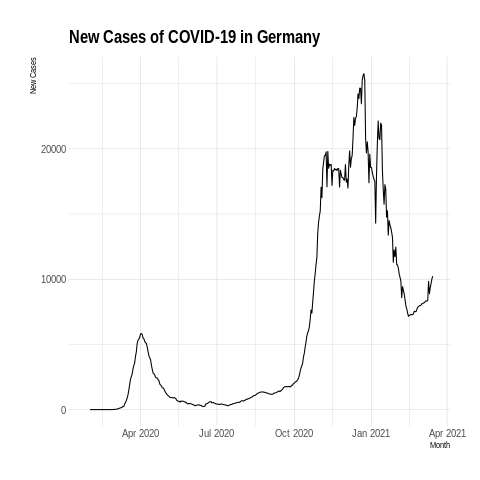 New Cases of COVID-19 in Germany
New Cases
20000
10000
0
Apr 2020 Jul 2020 Oct 2020 Jan 2021 Apr 2021
Month